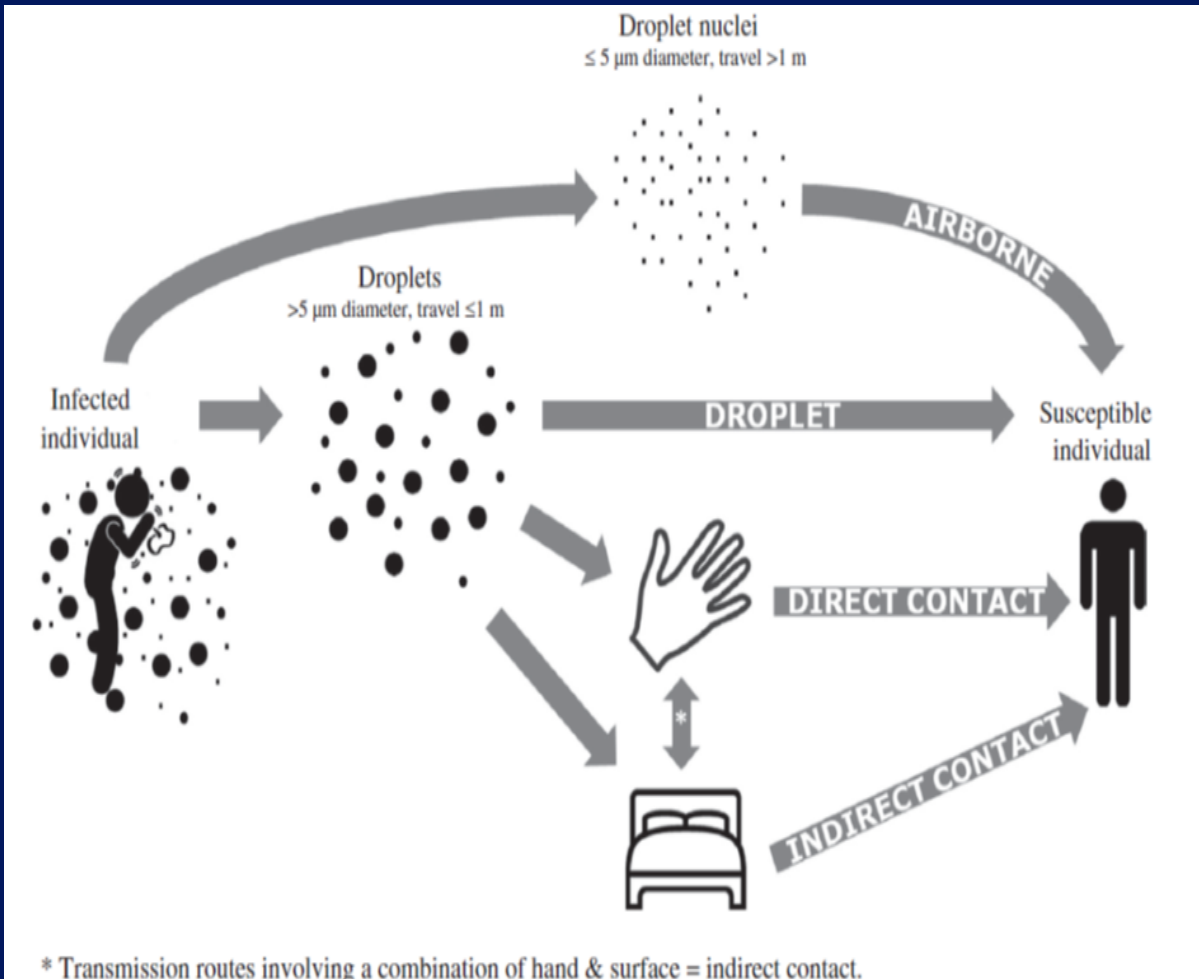 Droplet nuclei
≤ 5 μm diameter, travel >1 m
AIRBORNE
Droplets
>5 μm diameter, travel ≤1 m
Infected
individual
DROPLET
Susceptible
individual
DIRECT CONTACT
*
INDIRECT CONTACT
* Transmission routes involving a combination of hand & surface = indirect contact.